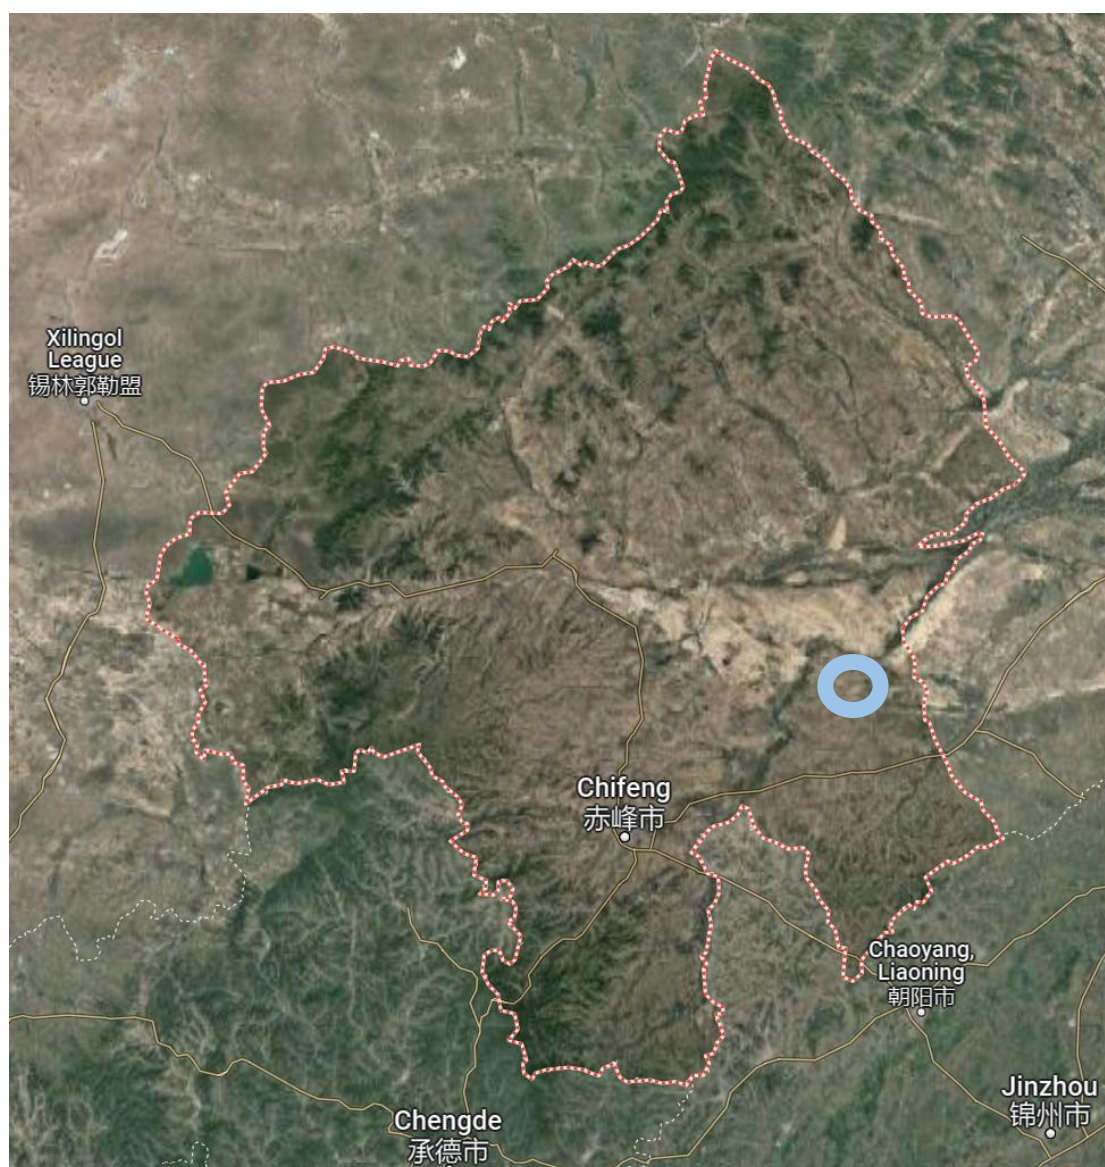 Xilingol
League
锡林郭勒盟
Chifeng
赤峰市
Chaoyang,
Liaoning
朝阳市
Jinzhou
锦州市
Chengde
承德市